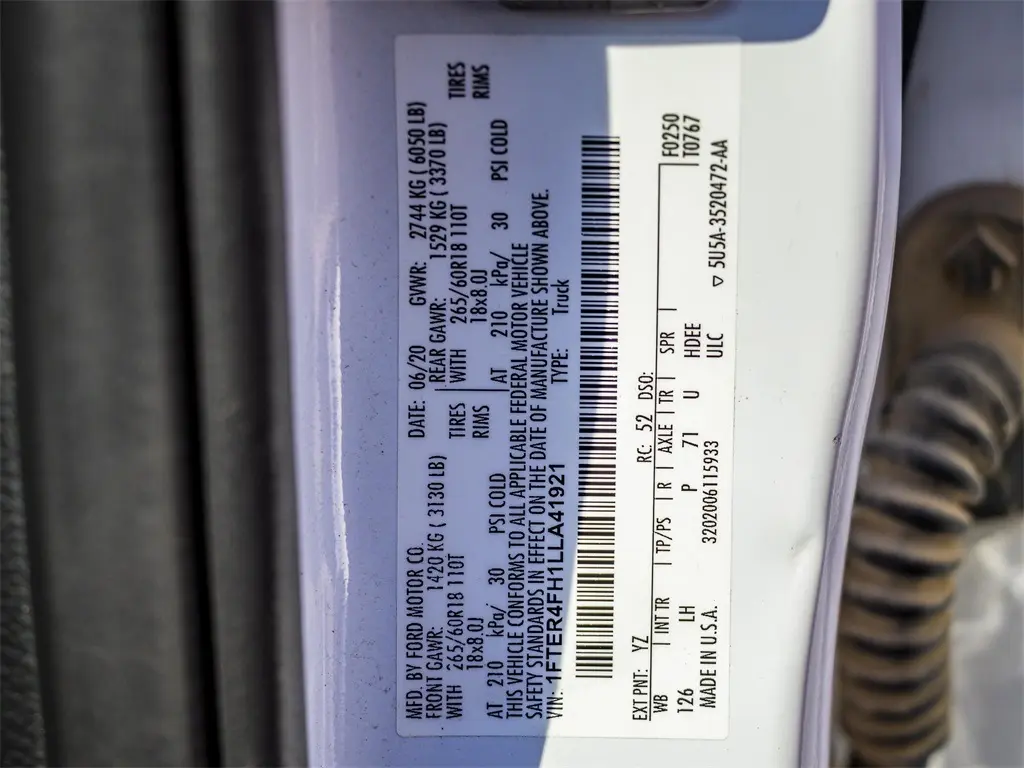 MFD. BY FORD MOTOR CO. DATE: 06/20 GVWR: 2744 KG ( 6050 LB)
FRONT GAWR: 1420 KG ( 3130 LB) REAR GAWR: 1529 KG ( 3370 LB)
WITH 265/60R18 110T TIRES WITH 265/60R18 110T TIRES
18x8.0J RIMS 18x8.0J RIMS
AT 210 kPa/ 30 PSI COLD AT 210 kPa/ 30 PSI COLD
THIS VEHICLE CONFORMS TO ALL APPLICABLE FEDERAL MOTOR VEHICLE
SAFETY STANDARDS IN EFFECT ON THE DATE OF MANUFACTURE SHOWN ABOVE.
VIN: 1FTER4FH1LLA41921 TYPE: Truck
EXT PNT: YZ RC: 52 DSO: F0250
WB INT TR TP/PS R AXLE TR SPR T0767
126 LH P 71 U HDEE
MADE IN U.S.A. 3202006115933 ULC ▽ 5U5A-3520472-AA